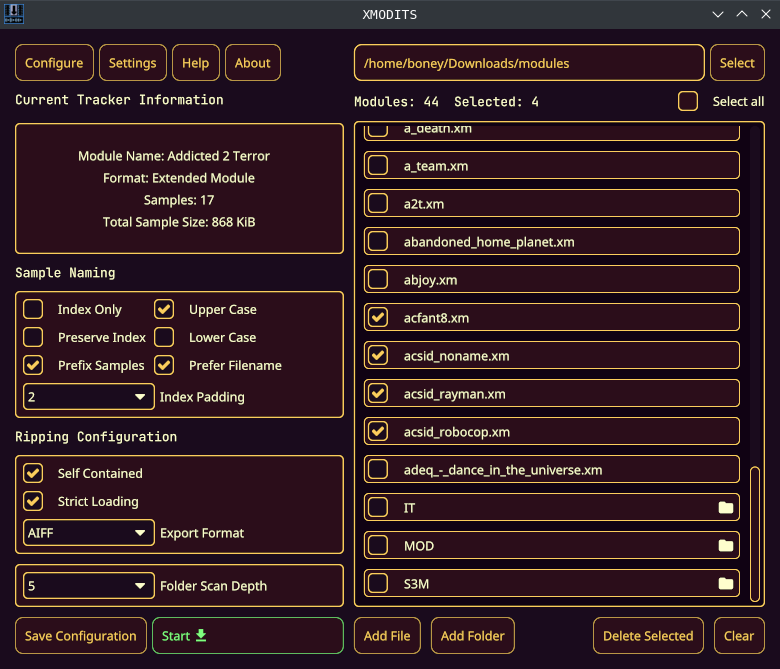 XMODITS
Configure Settings Help About
/home/boney/Downloads/modules Select
Current Tracker Information
Module Name: Addicted 2 Terror
Format: Extended Module
Samples: 17
Total Sample Size: 868 KiB
Sample Naming
Index Only Upper Case
Preserve Index Lower Case
Prefix Samples Prefer Filename
2 Index Padding
Ripping Configuration
Self Contained
Strict Loading
AIFF Export Format
5 Folder Scan Depth
Save Configuration Start
Modules: 44 Selected: 4 Select all
a_death.xm
a_team.xm
a2t.xm
abandoned_home_planet.xm
abjoy.xm
acfant8.xm
acsid_noname.xm
acsid_rayman.xm
acsid_robocop.xm
adeq_-_dance_in_the_universe.xm
IT
MOD
S3M
Add File Add Folder Delete Selected Clear